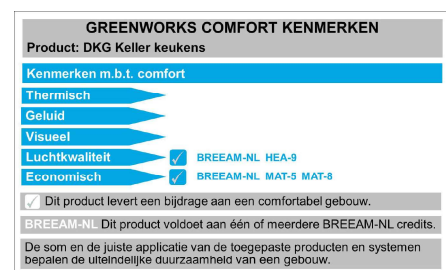 GREENWORKS COMFORT KENMERKEN
Product: DKG Keller keukens
Kenmerken m.b.t. comfort
Thermisch
Geluid
Visueel
Luchtkwaliteit BREEAM-NL HEA-9
Economisch BREEAM-NL MAT-5 MAT-8
Dit product levert een bijdrage aan een comfortabel gebouw.
BREEAM-NL Dit product voldoet aan één of meerdere BREEAM-NL credits.
De som en de juiste applicatie van de toegepaste producten en systemen
bepalen de uiteindelijke duurzaamheid van een gebouw.